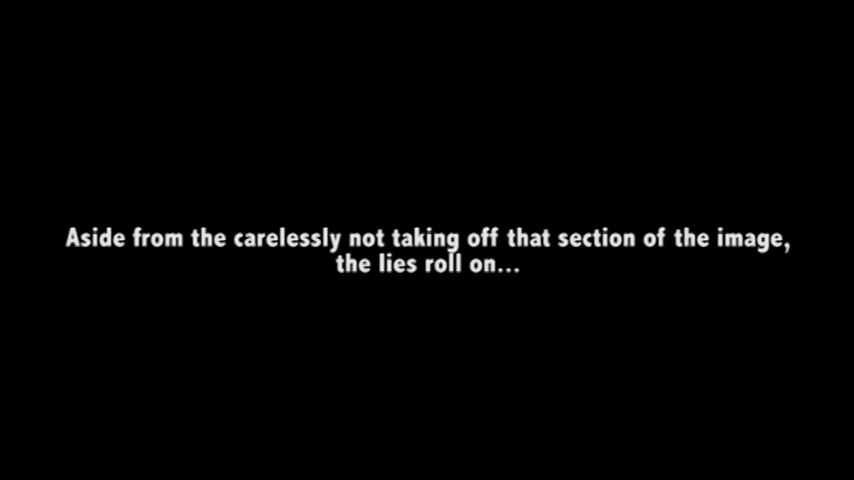 Aside from the carelessly not taking off that section of the image,
the lies roll on...